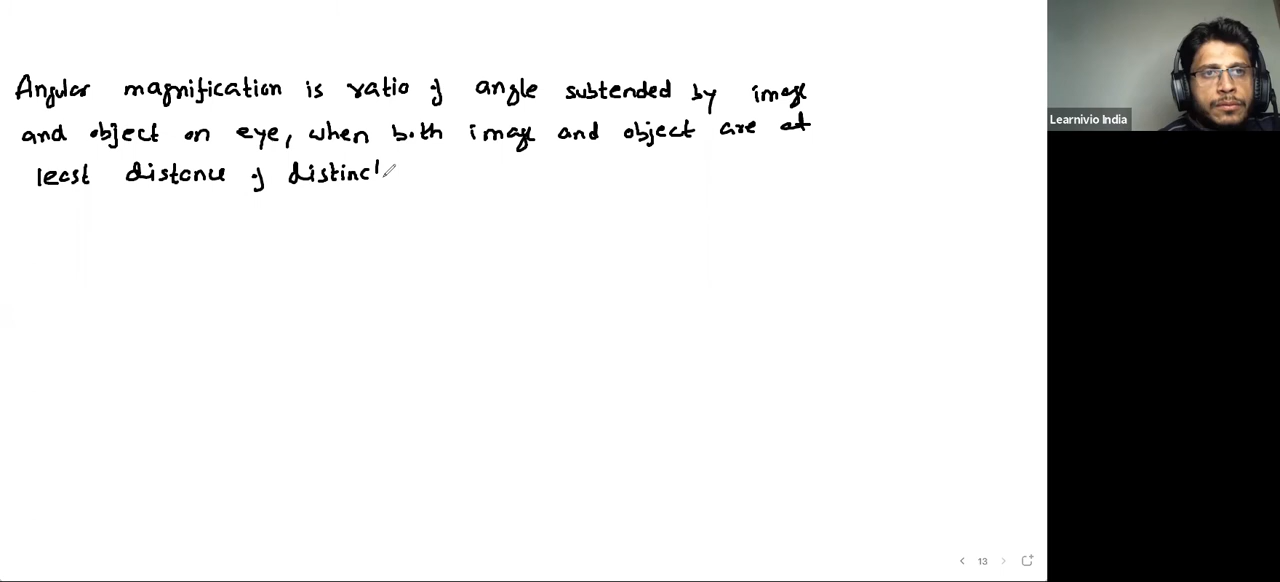 Angular magnification is ratio of angle subtended by image
and object on eye, when both image and object are at
least distance of distinct
Learnivio India
13